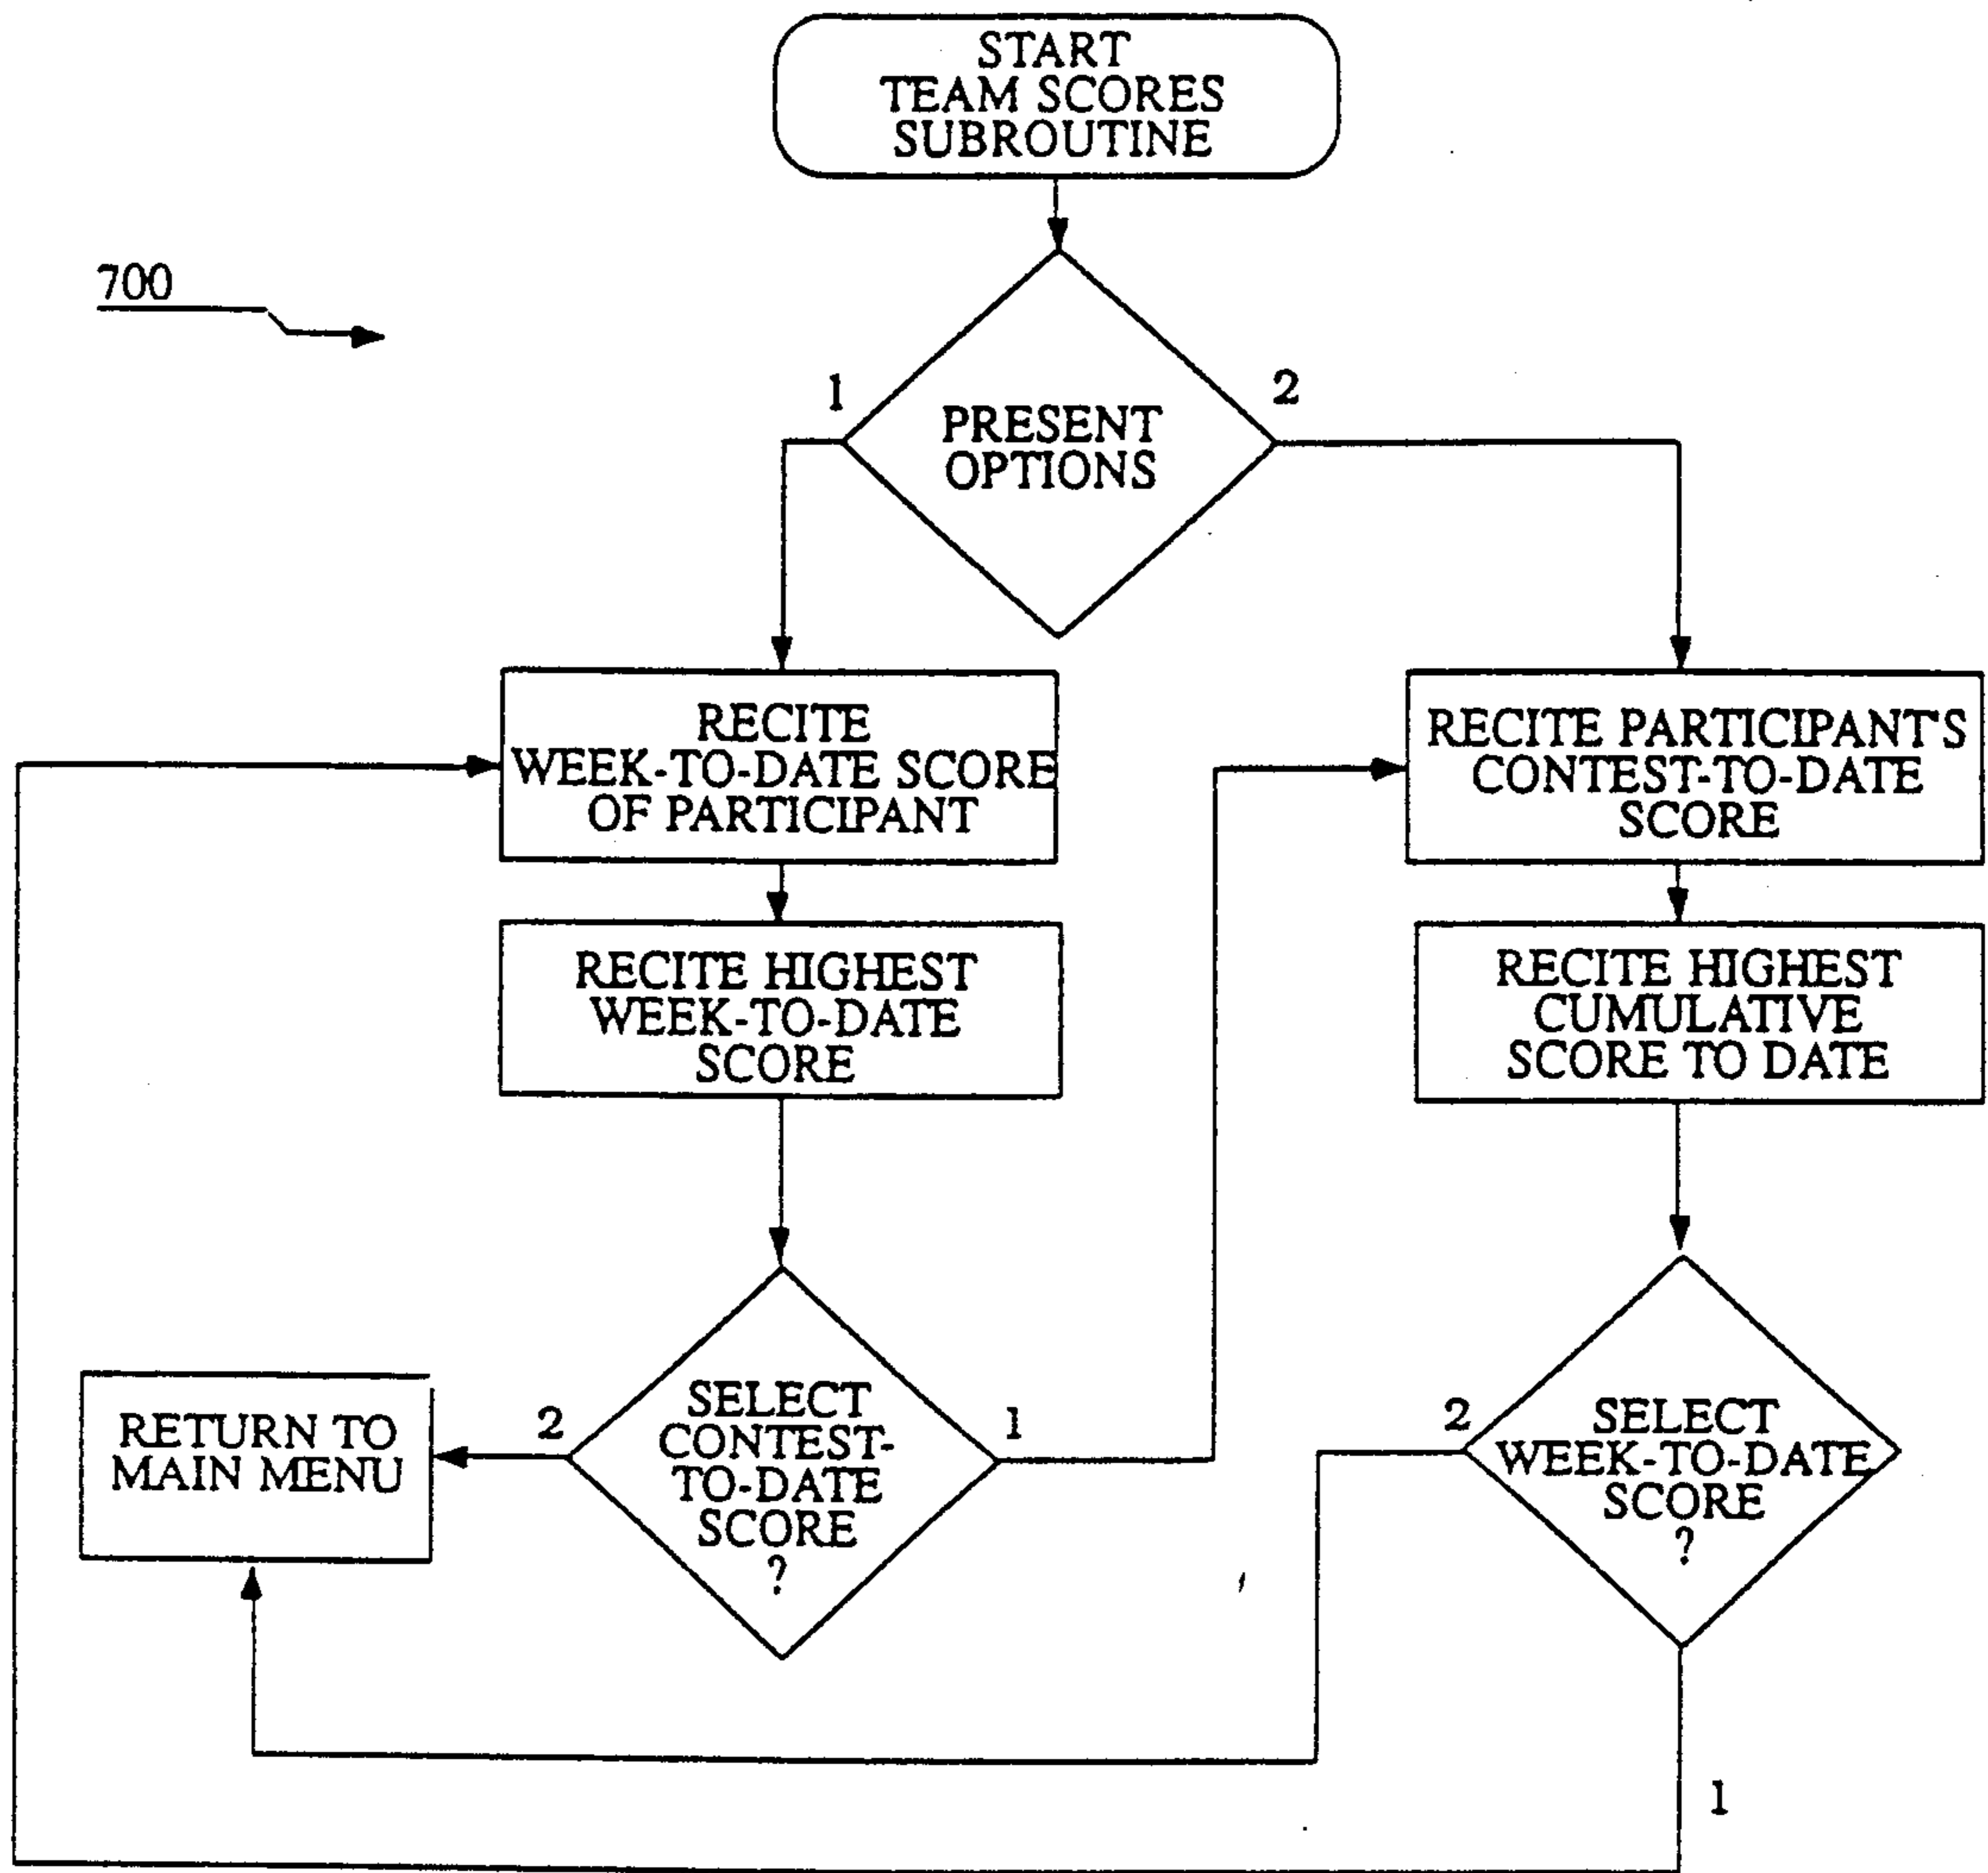 START
TEAM SCORES
SUBROUTINE
700
1
2
PRESENT
OPTIONS
RECITE
WEEK-TO-DATE SCORE
OF PARTICIPANT
RECITE PARTICIPANT'S
CONTEST-TO-DATE
SCORE
RECITE HIGHEST
WEEK-TO-DATE
SCORE
RECITE HIGHEST
CUMULATIVE
SCORE TO DATE
RETURN TO
MAIN MENU
2
SELECT
CONTEST-
TO-DATE
SCORE
?
1
2
SELECT
WEEK-TO-DATE
SCORE
?
1